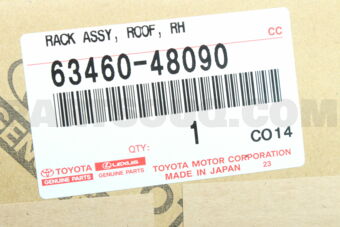 RACK ASSY, ROOF, RH
CC
63460-48090
QTY:
1
CO14
TOYOTA
GENUINE PARTS
LEXUS
GENUINE PARTS
TOYOTA MOTOR CORPORATION
MADE IN JAPAN 23